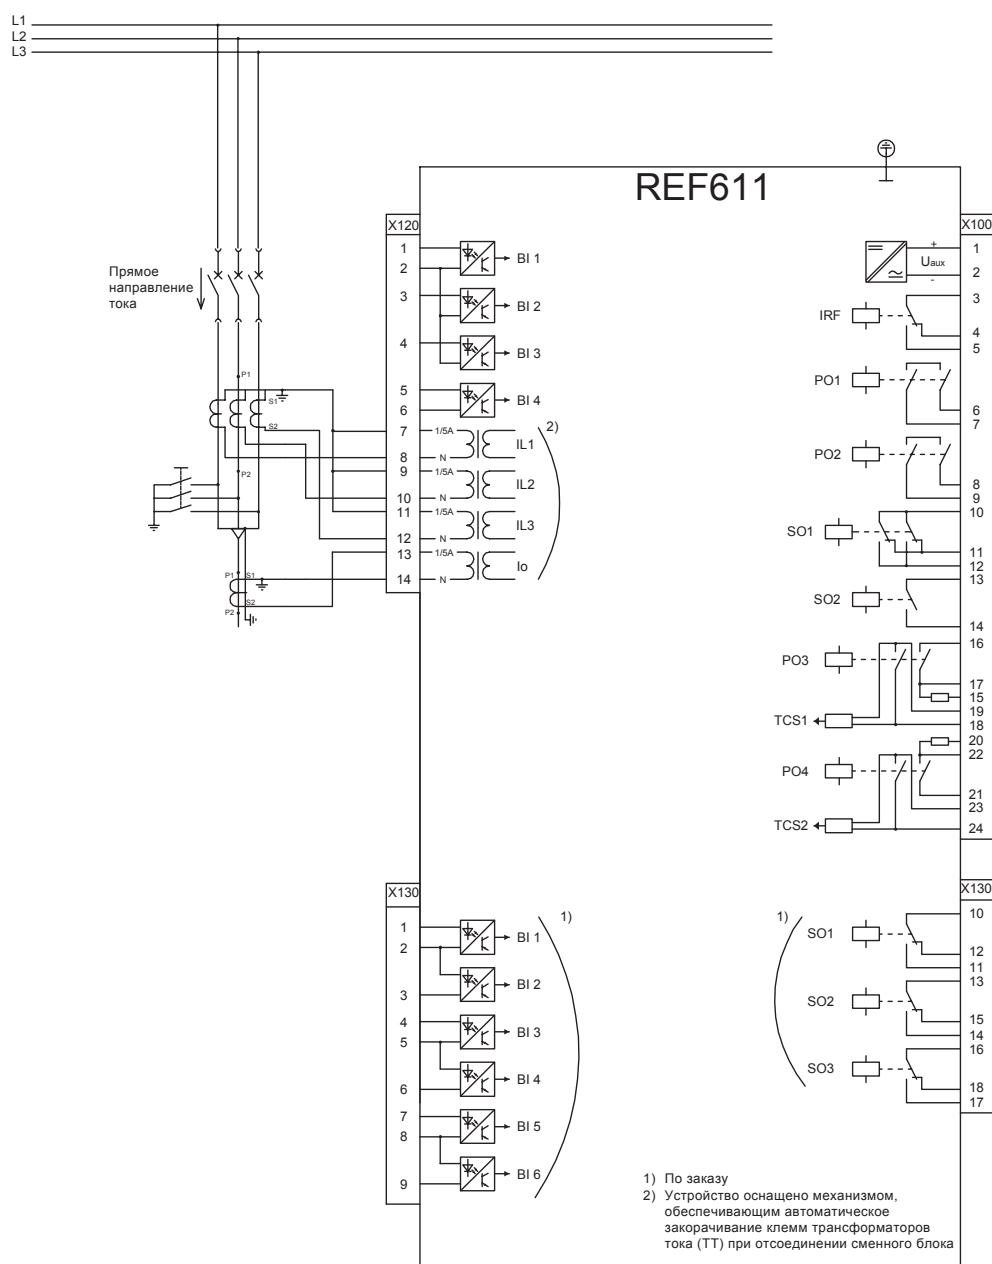 L1
L2
L3
REF611
Прямое
направление
тока
X120
1
2
3
4
5
6
7
8
9
10
11
12
13
14
BI 1
BI 2
BI 3
BI 4
2)
1/5A
N
IL1
1/5A
N
IL2
1/5A
N
IL3
1/5A
N
Io
P1
S1
S2
P2
P1
S1
S2
P2
X100
+
Uaux
-
1
2
IRF
3
4
5
PO1
6
7
PO2
8
9
SO1
10
11
12
SO2
13
14
PO3
16
17
15
19
TCS1
18
20
22
PO4
21
23
TCS2
24
X130
1
2
3
4
5
6
7
8
9
1)
BI 1
BI 2
BI 3
BI 4
BI 5
BI 6
X130
1)
SO1
10
12
11
SO2
13
15
14
SO3
16
18
17
1) По заказу
2) Устройство оснащено механизмом,
обеспечивающим автоматическое
закорачивание клемм трансформаторов
тока (ТТ) при отсоединении сменного блока